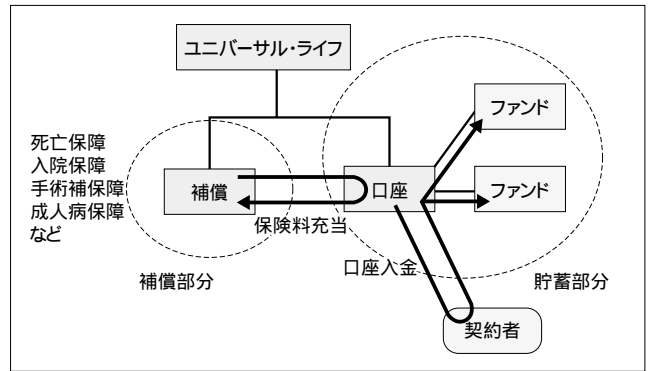 ユニバーサル・ライフ
ファンド
死亡保障
入院保障
手術補保障
成人病保障
など
補償
口座
ファンド
保険料充当
口座入金
補償部分
貯蓄部分
契約者